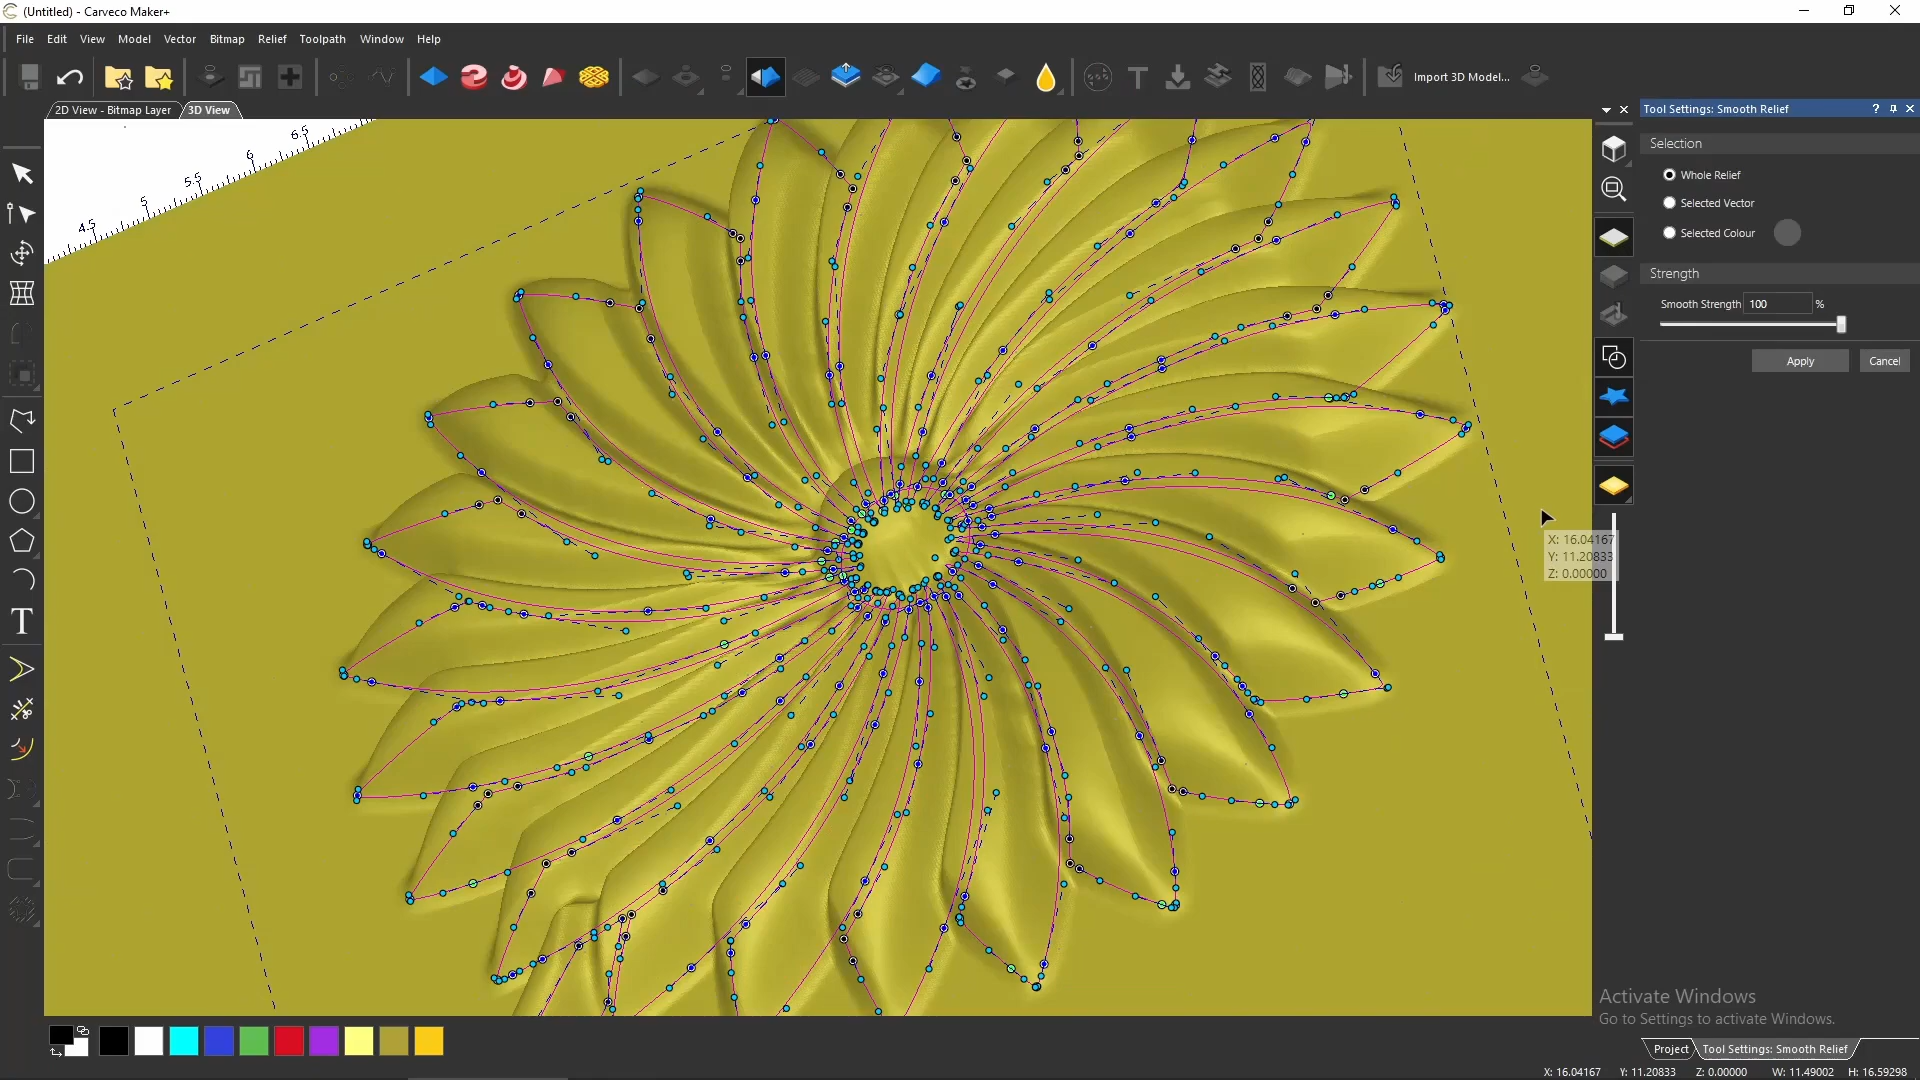 (Untitled) - Carveco Maker+
File Edit View Model Vector Bitmap Relief Toolpath Window Help
Import 3D Model...
Tool Settings: Smooth Relief
2D View - Bitmap Layer 3D View
Selection
Whole Relief
Selected Vector
Selected Colour
Strength
Smooth Strength 100 %
Apply Cancel
4.5 5 5.5 6 6.5
X: 16.04167
Y: 11.20833
Z: 0.00000
T
Activate Windows
Go to Settings to activate Windows.
Project Tool Settings: Smooth Relief
X: 16.04167 Y: 11.20833 Z: 0.00000 W: 11.49002 H: 16.59298